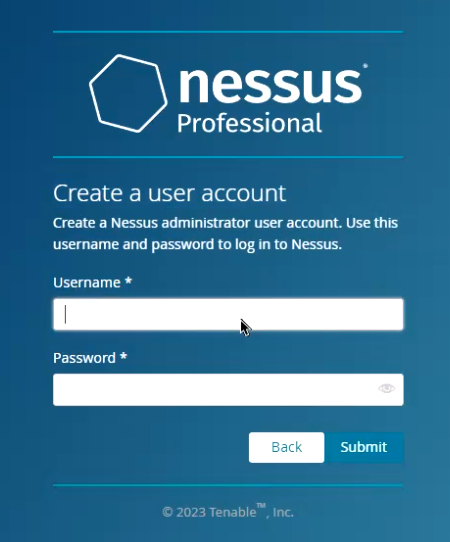 nessus®
Professional
Create a user account
Create a Nessus administrator user account. Use this
username and password to log in to Nessus.
Username *
Password *
Back
Submit
© 2023 Tenable™, Inc.